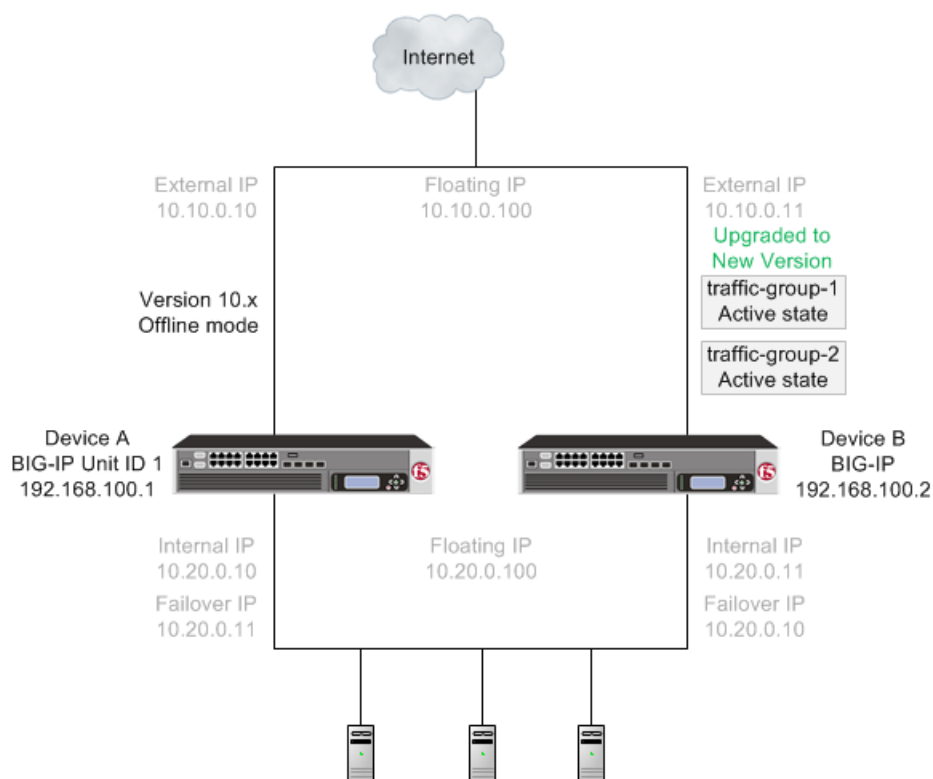 Internet
External IP
10.10.0.10
Floating IP
10.10.0.100
External IP
10.10.0.11
Upgraded to
New Version
traffic-group-1
Active state
traffic-group-2
Active state
Version 10.x
Offline mode
Device A
BIG-IP Unit ID 1
192.168.100.1
f5
f5
Device B
BIG-IP
192.168.100.2
Internal IP
10.20.0.10
Failover IP
10.20.0.11
Floating IP
10.20.0.100
Internal IP
10.20.0.11
Failover IP
10.20.0.10